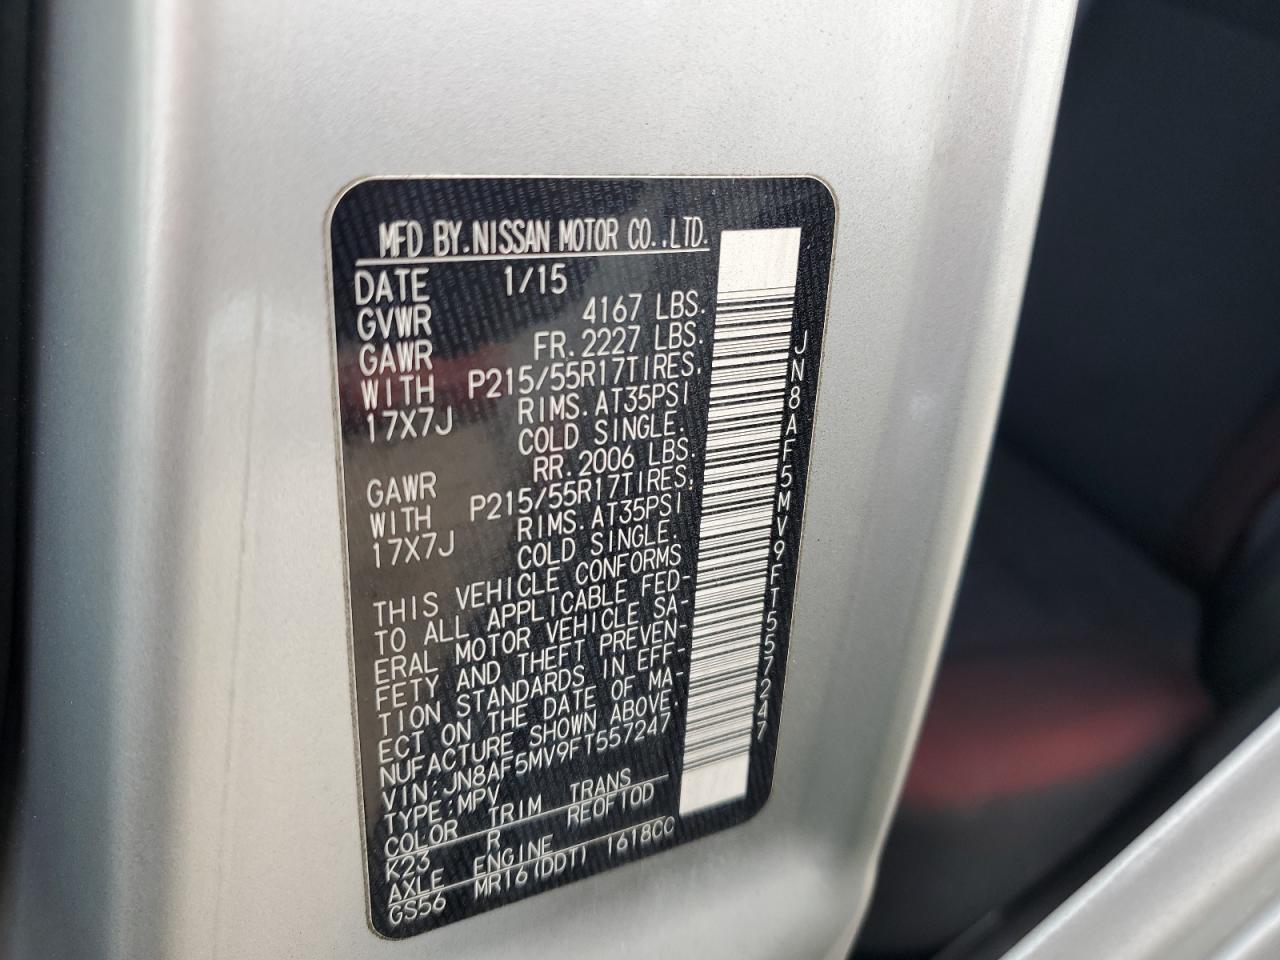 MFD BY.NISSAN MOTOR CO.,LTD.
DATE 1/15
GVWR 4167 LBS.
GAWR FR. 2227 LBS.
WITH P215/55R17TIRES.
17X7J RIMS. AT35PSI
COLD SINGLE.
GAWR RR. 2006 LBS.
WITH P215/55R17TIRES.
17X7J RIMS. AT35PSI
COLD SINGLE.
THIS VEHICLE CONFORMS
TO ALL APPLICABLE FED-
ERAL MOTOR VEHICLE SA-
FETY AND THEFT PREVEN-
TION STANDARDS IN EFF-
ECT ON THE DATE OF MA-
NUFACTURE SHOWN ABOVE.
VIN:JN8AF5MV9FT557247
TYPE:MPV
COLOR TRIM TRANS
K23 R RE0F10D
AXLE ENGINE
GS56 MR16(DDT) 1618CC
JN8AF5MV9FT557247